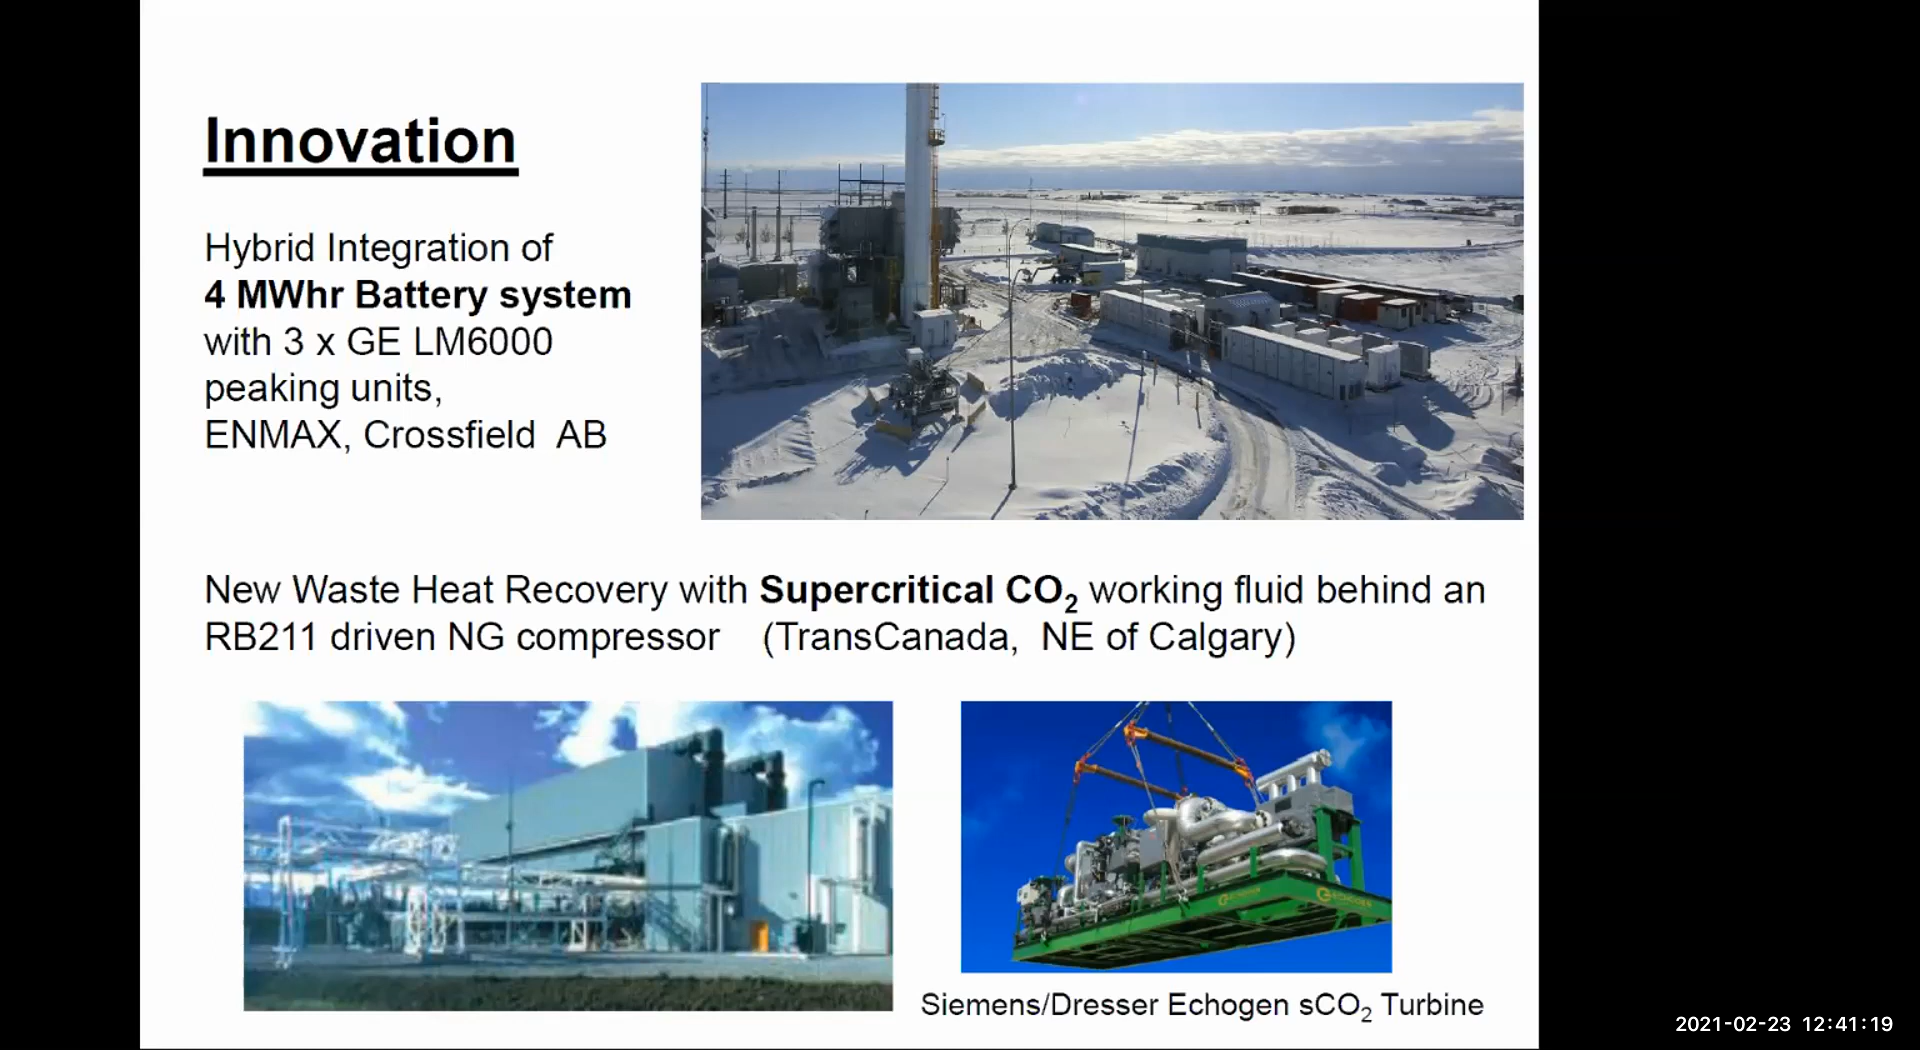 Innovation
Hybrid Integration of
4 MWhr Battery system
with 3 x GE LM6000
peaking units,
ENMAX, Crossfield AB
New Waste Heat Recovery with Supercritical CO₂ working fluid behind an
RB211 driven NG compressor (TransCanada, NE of Calgary)
Siemens/Dresser Echogen sCO₂ Turbine
2021-02-23 12:41:19